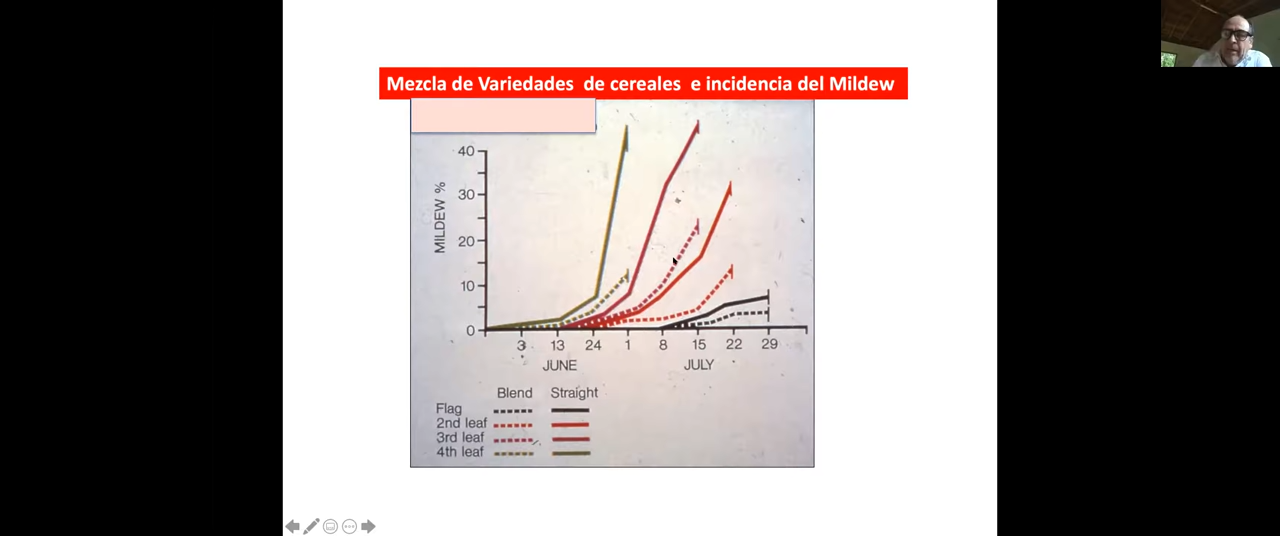 Mezcla de Variedades de cereales e incidencia del Mildew
MILDEW %
40
30
20
10
0
3 13 24 1 8 15 22 29
JUNE JULY
Blend Straight
Flag
2nd leaf
3rd leaf
4th leaf